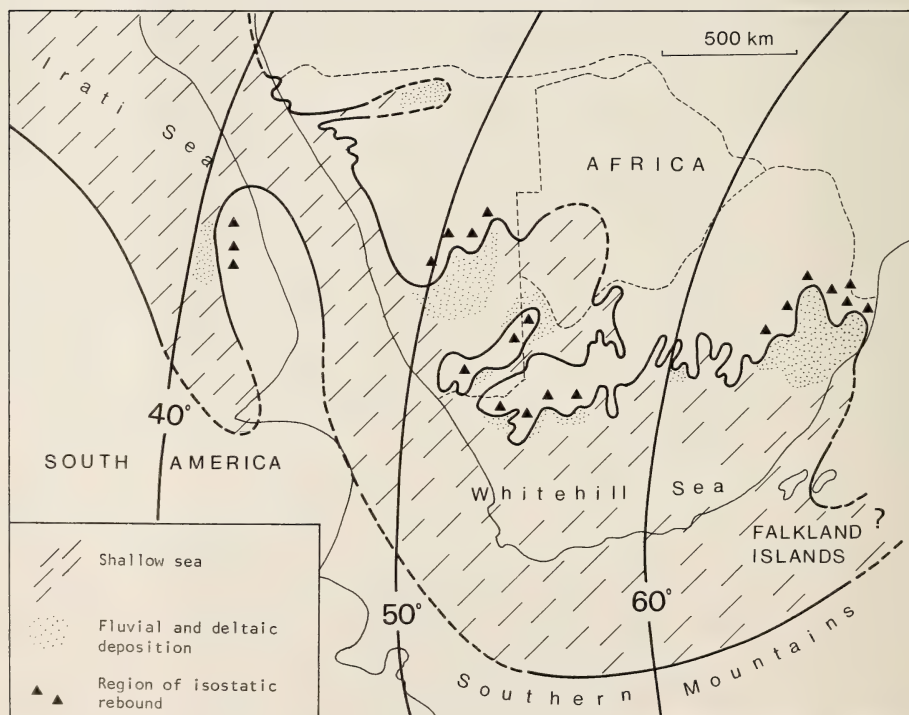 500 km
Irati
Sea
AFRICA
40°
SOUTH AMERICA
Whitehill Sea
FALKLAND
ISLANDS
?
50°
60°
Southern Mountains
Shallow sea
Fluvial and deltaic
deposition
Region of isostatic
rebound